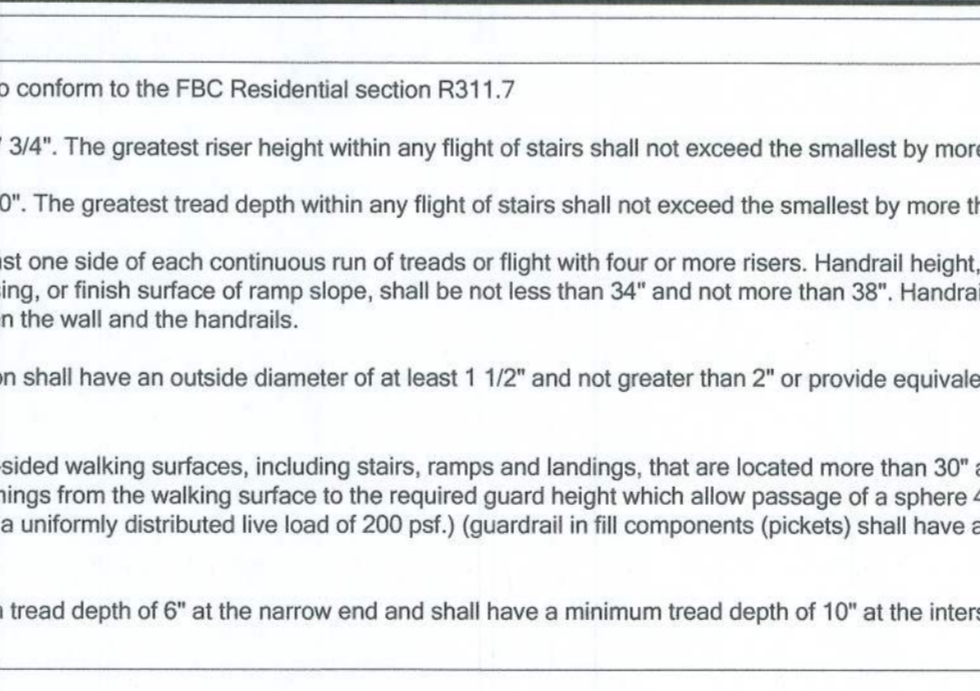 o conform to the FBC Residential section R311.7
3/4". The greatest riser height within any flight of stairs shall not exceed the smallest by more
0". The greatest tread depth within any flight of stairs shall not exceed the smallest by more th
st one side of each continuous run of treads or flight with four or more risers. Handrail height,
ing, or finish surface of ramp slope, shall be not less than 34" and not more than 38". Handrai
n the wall and the handrails.
on shall have an outside diameter of at least 1 1/2" and not greater than 2" or provide equivale
-sided walking surfaces, including stairs, ramps and landings, that are located more than 30" a
nings from the walking surface to the required guard height which allow passage of a sphere 4
a uniformly distributed live load of 200 psf.) (guardrail in fill components (pickets) shall have a
tread depth of 6" at the narrow end and shall have a minimum tread depth of 10" at the inters